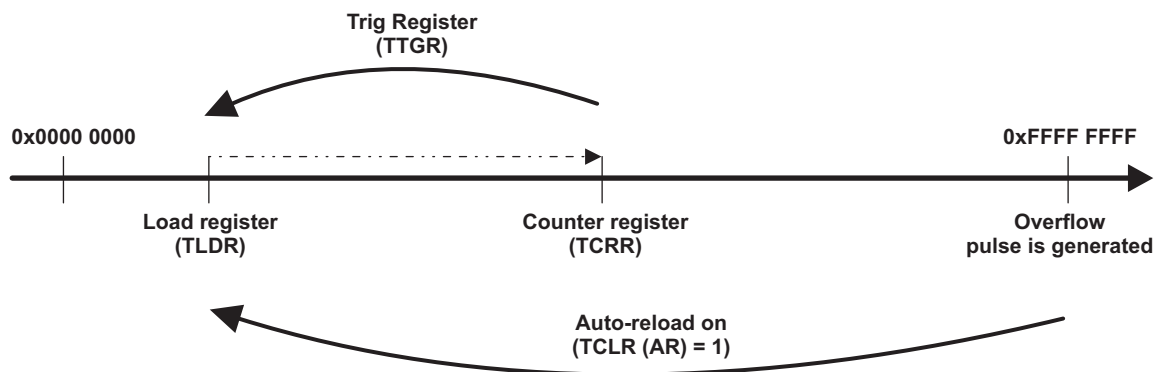 Trig Register
(TTGR)
0x0000 0000
0xFFFF FFFF
Load register
(TLDR)
Counter register
(TCRR)
Overflow
pulse is generated
Auto-reload on
(TCLR (AR) = 1)